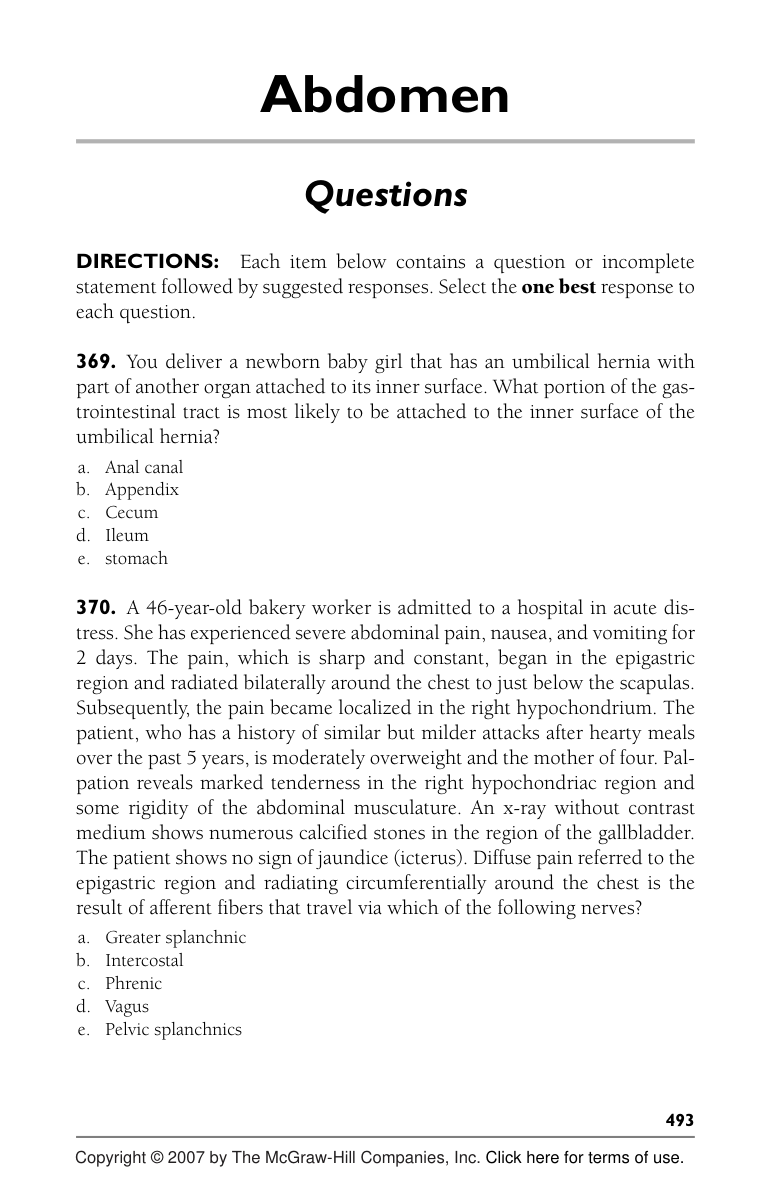 Abdomen
Questions
DIRECTIONS: Each item below contains a question or incomplete
statement followed by suggested responses. Select the one best response to
each question.
369. You deliver a newborn baby girl that has an umbilical hernia with
part of another organ attached to its inner surface. What portion of the gas-
trointestinal tract is most likely to be attached to the inner surface of the
umbilical hernia?
a. Anal canal
b. Appendix
c. Cecum
d. Ileum
e. stomach
370. A 46-year-old bakery worker is admitted to a hospital in acute dis-
tress. She has experienced severe abdominal pain, nausea, and vomiting for
2 days. The pain, which is sharp and constant, began in the epigastric
region and radiated bilaterally around the chest to just below the scapulas.
Subsequently, the pain became localized in the right hypochondrium. The
patient, who has a history of similar but milder attacks after hearty meals
over the past 5 years, is moderately overweight and the mother of four. Pal-
pation reveals marked tenderness in the right hypochondriac region and
some rigidity of the abdominal musculature. An x-ray without contrast
medium shows numerous calcified stones in the region of the gallbladder.
The patient shows no sign of jaundice (icterus). Diffuse pain referred to the
epigastric region and radiating circumferentially around the chest is the
result of afferent fibers that travel via which of the following nerves?
a. Greater splanchnic
b. Intercostal
c. Phrenic
d. Vagus
e. Pelvic splanchnics
493
Copyright © 2007 by The McGraw-Hill Companies, Inc. Click here for terms of use.